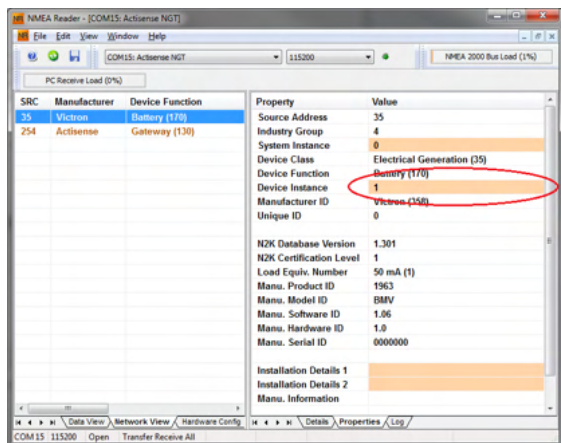 NMEA Reader - [COM15: Actisense NGT]
File Edit View Window Help
COM15: Actisense NGT 115200 NMEA 2000 Bus Load (1%)
PC Receive Load (0%)
SRC Manufacturer Device Function
35 Victron Battery (170)
254 Actisense Gateway (130)
Property Value
Source Address 35
Industry Group 4
System Instance 0
Device Class Electrical Generation (35)
Device Function Battery (170)
Device Instance 1
Manufacturer ID Victron (358)
Unique ID 0
N2K Database Version 1.301
N2K Certification Level 1
Load Equiv. Number 50 mA (1)
Manu. Product ID 1963
Manu. Model ID BMV
Manu. Software ID 1.06
Manu. Hardware ID 1.0
Manu. Serial ID 0000000
Installation Details 1
Installation Details 2
Manu. Information
Data View Network View Hardware Config
Details Properties Log
COM15 115200 Open Transfer Receive All